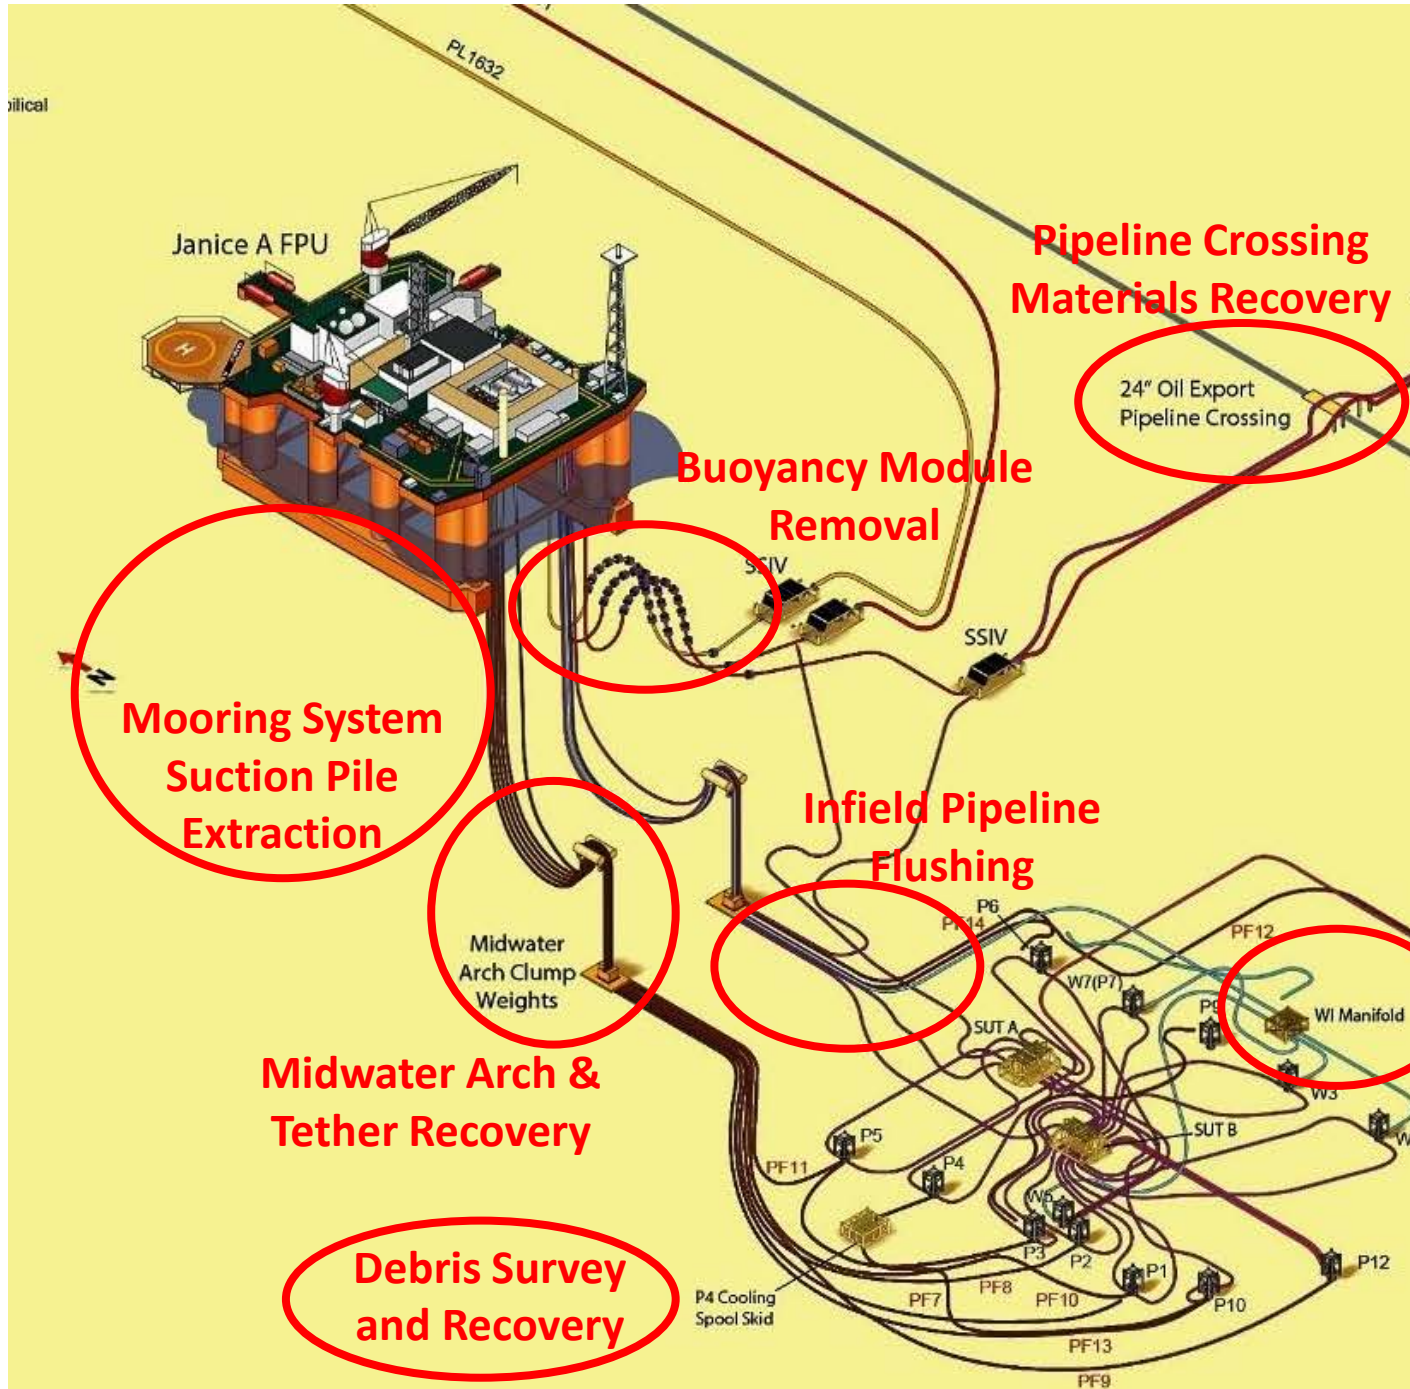 PL1632
Janice A FPU
Pipeline Crossing
Materials Recovery
24" Oil Export
Pipeline Crossing
Buoyancy Module
Removal
SSIV
SSIV
N
H
Mooring System
Suction Pile
Extraction
Infield Pipeline
Flushing
P6
PF14
PF12
Midwater
Arch Clump
Weights
W7(P7)
P9
WI Manifold
SUT A
W3
Midwater Arch &
Tether Recovery
SUT B
P5
PF11
P4
W5
P3
P2
P1
P10
P12
Debris Survey
and Recovery
P4 Cooling
Spool Skid
PF7
PF8
PF10
PF13
PF9